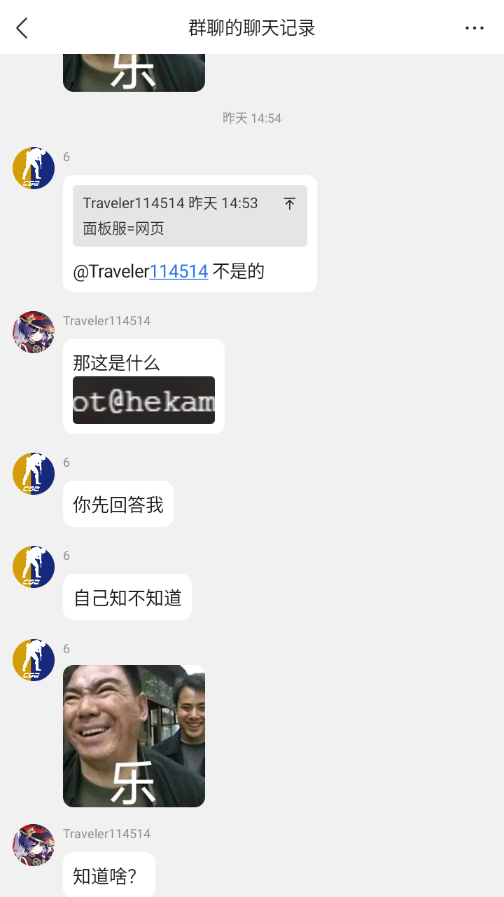 群聊的聊天记录
乐
昨天 14:54
6
Traveler114514 昨天 14:53
面板服=网页
@Traveler114514 不是的
Traveler114514
那这是什么
ot@hekam
6
你先回答我
6
自己知不知道
6
乐
Traveler114514
知道啥?